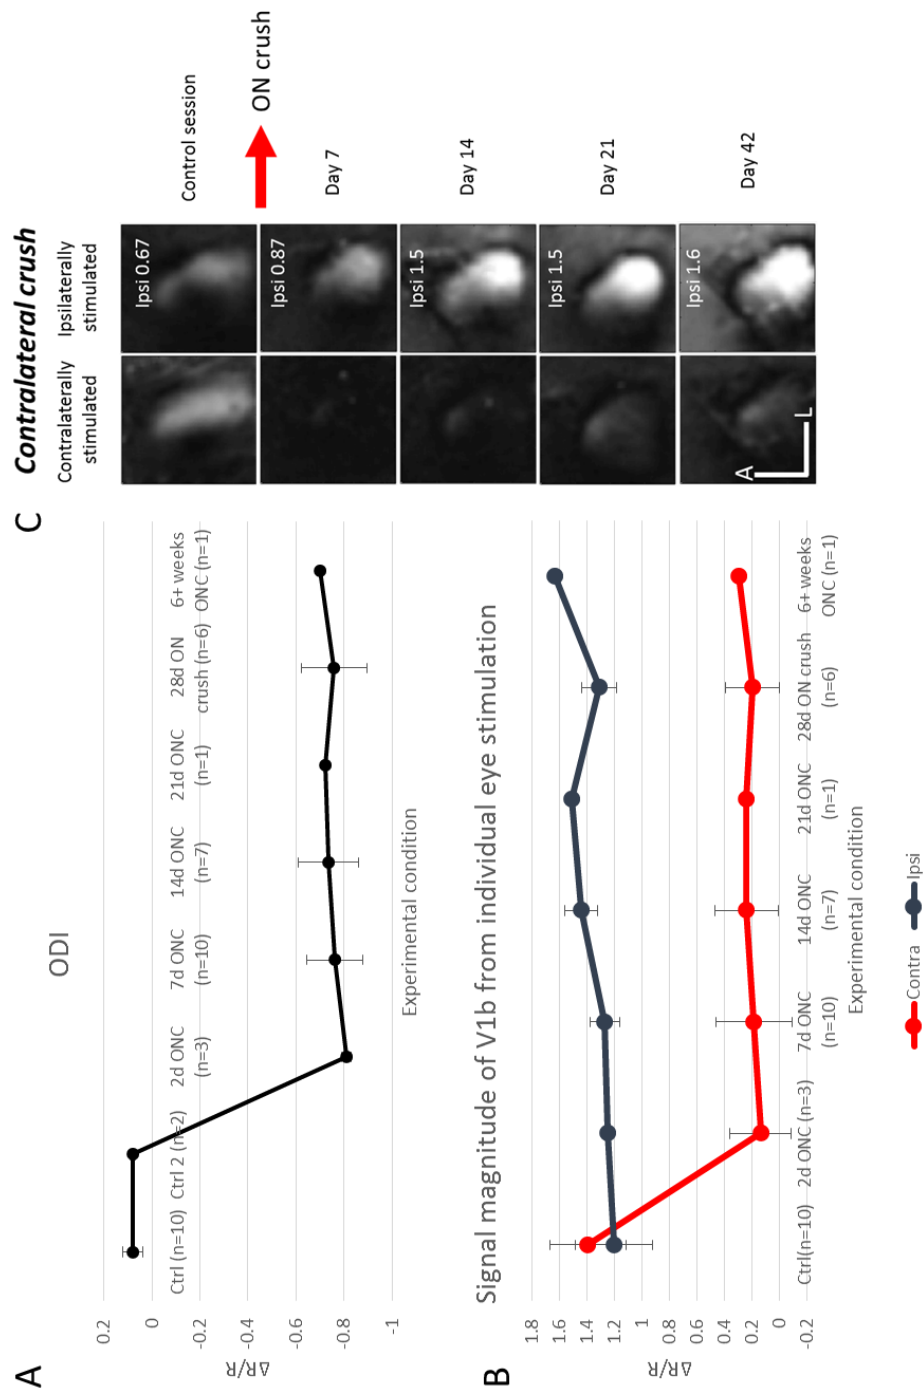 A
ODI
0.2
0
-0.2
-0.4
-0.6
-0.8
-1
ΔR/R
Ctrl (n=10)
Ctrl 2 (n=2)
2d ONC
(n=3)
7d ONC
(n=10)
14d ONC
(n=7)
21d ONC
(n=1)
28d ON
crush (n=6)
6+ weeks
ONC (n=1)
Experimental condition
B
Signal magnitude of V1b from individual eye stimulation
1.8
1.6
1.4
1.2
1
0.8
0.6
0.4
0.2
0
ΔR/R
Ctrl(n=10)
2d ONC (n=3)
7d ONC
(n=10)
14d ONC
(n=7)
21d ONC
(n=1)
28d ON crush
(n=6)
6+ weeks
ONC (n=1)
Experimental condition
Contra
Ipsi
C
Contralateral crush
Contralaterally
stimulated
Ipsilaterally
stimulated
Ipsi 0.67
Control session
ON crush
Ipsi 0.87
Day 7
Ipsi 1.5
Day 14
Ipsi 1.5
Day 21
Ipsi 1.6
Day 42
A
L